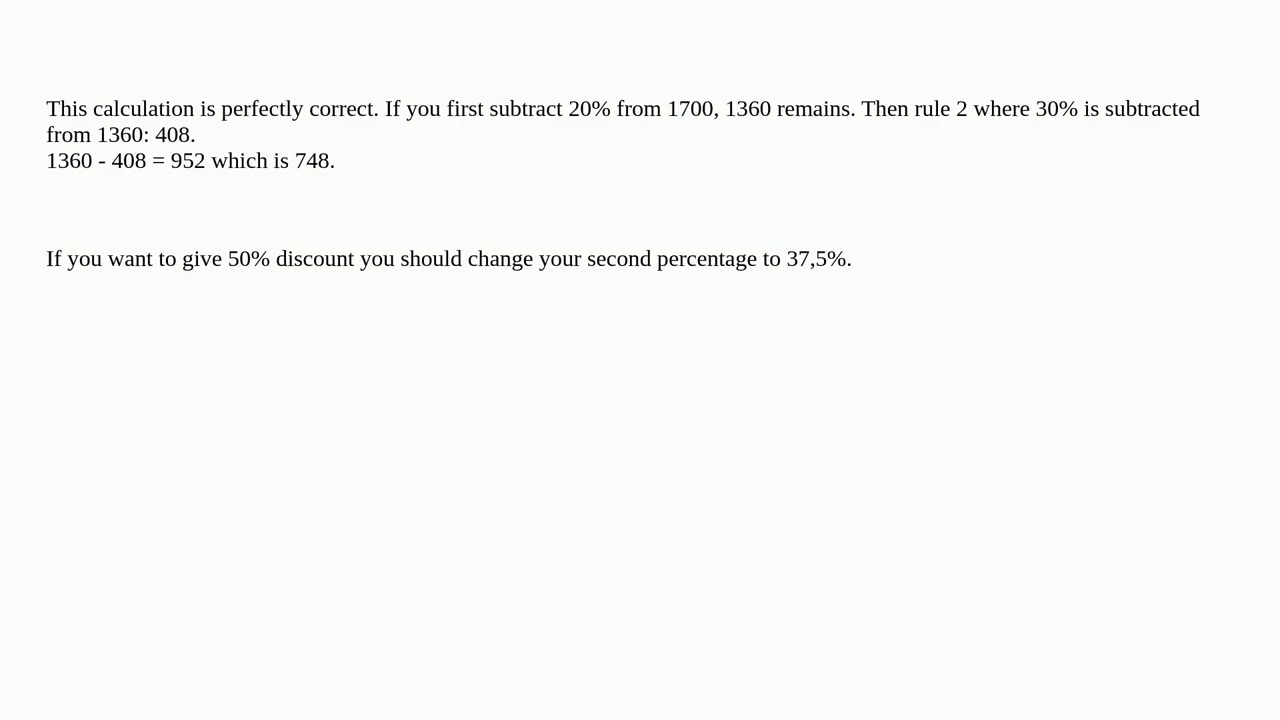 This calculation is perfectly correct. If you first subtract 20% from 1700, 1360 remains. Then rule 2 where 30% is subtracted
from 1360: 408.
1360 - 408 = 952 which is 748.
If you want to give 50% discount you should change your second percentage to 37,5%.